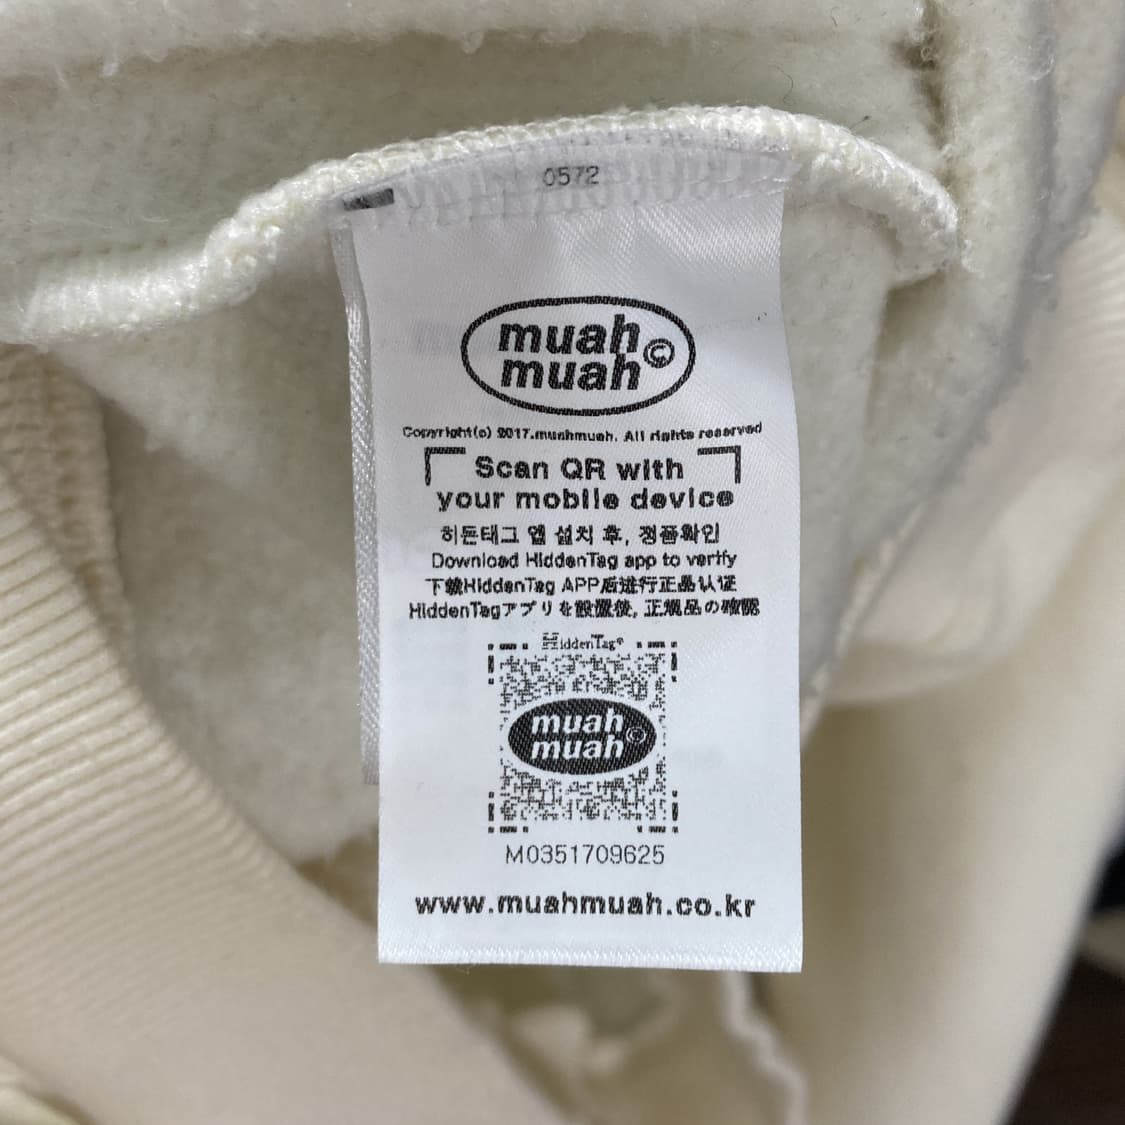 0572
muah
muah©
Copyright(c) 2017.muahmuah. All rights reserved
Scan QR with
your mobile device
히든태그 앱 설치 후, 정품확인
Download HiddenTag app to verify
下载HiddenTag APP后进行正品认证
HiddenTagアプリを設置後, 正規品の確認
HiddenTag®
muah
muah®
M0351709625
www.muahmuah.co.kr